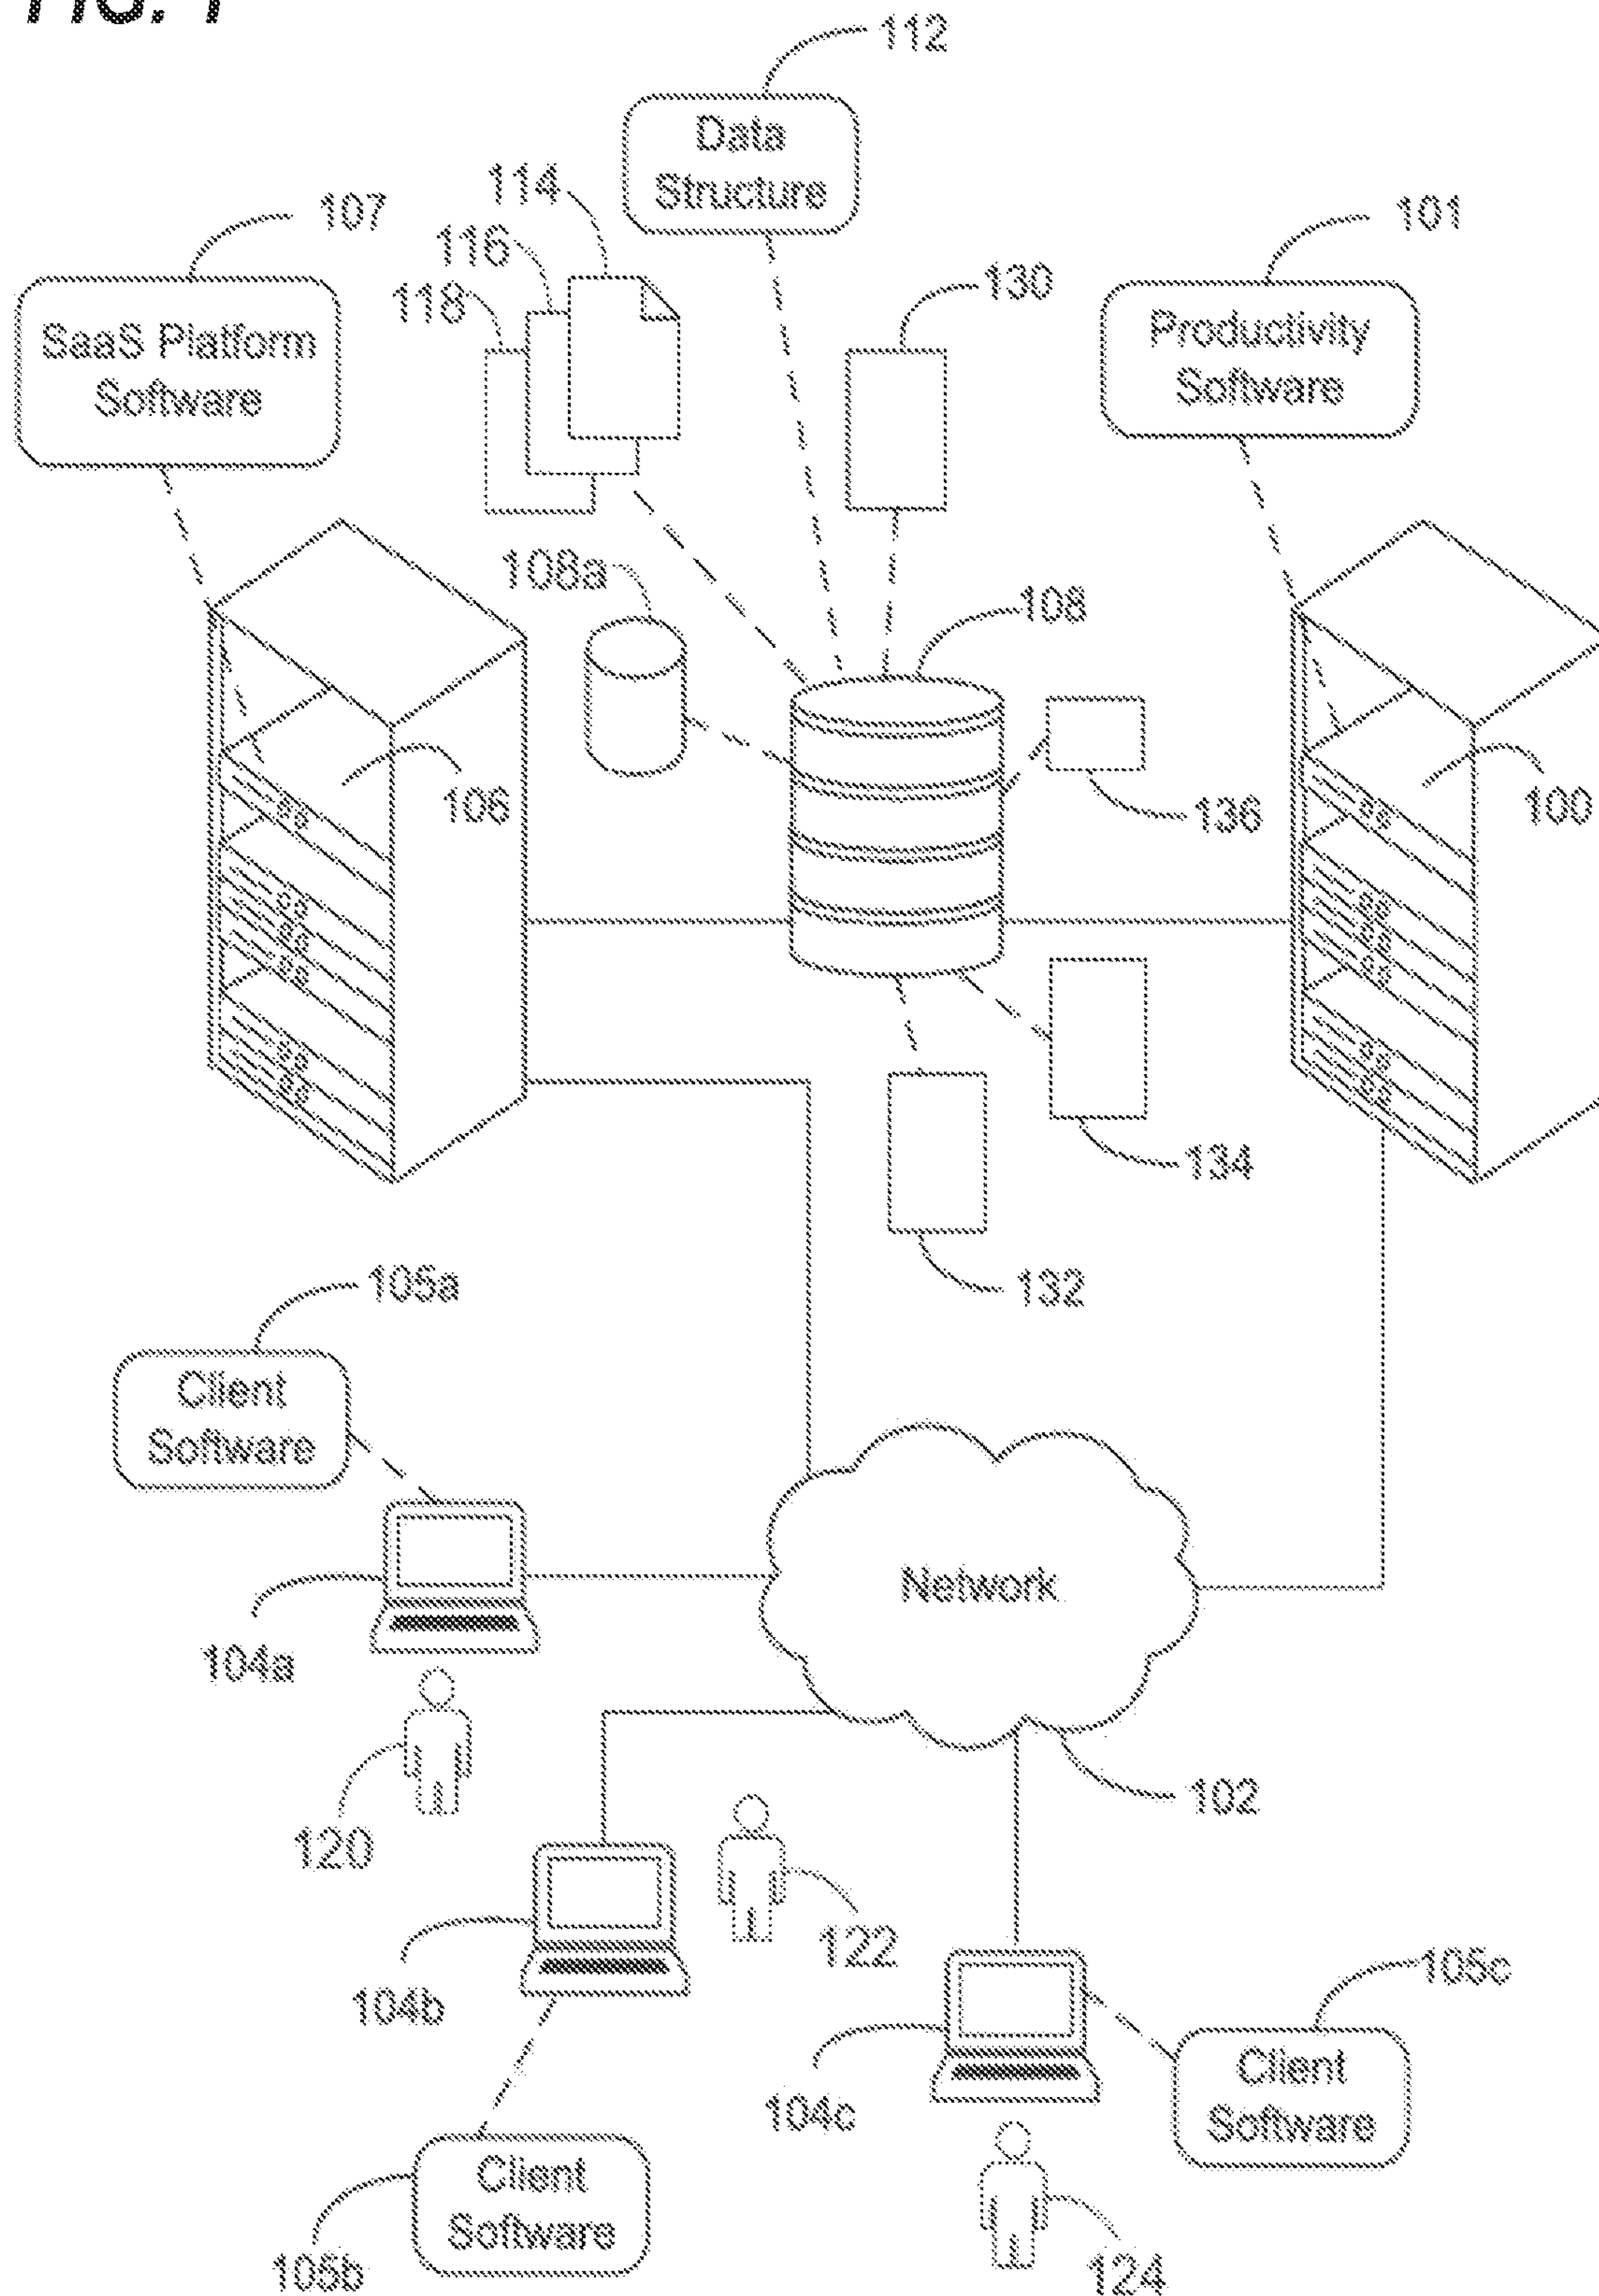 FIG. 1
112
Data
Structure
114
107
116
101
118
130
SaaS Platform
Software
Productivity
Software
108a
108
106
136
100
134
132
105a
Client
Software
Network
104a
102
120
122
105c
104b
Client
Software
104c
Client
Software
105b
124